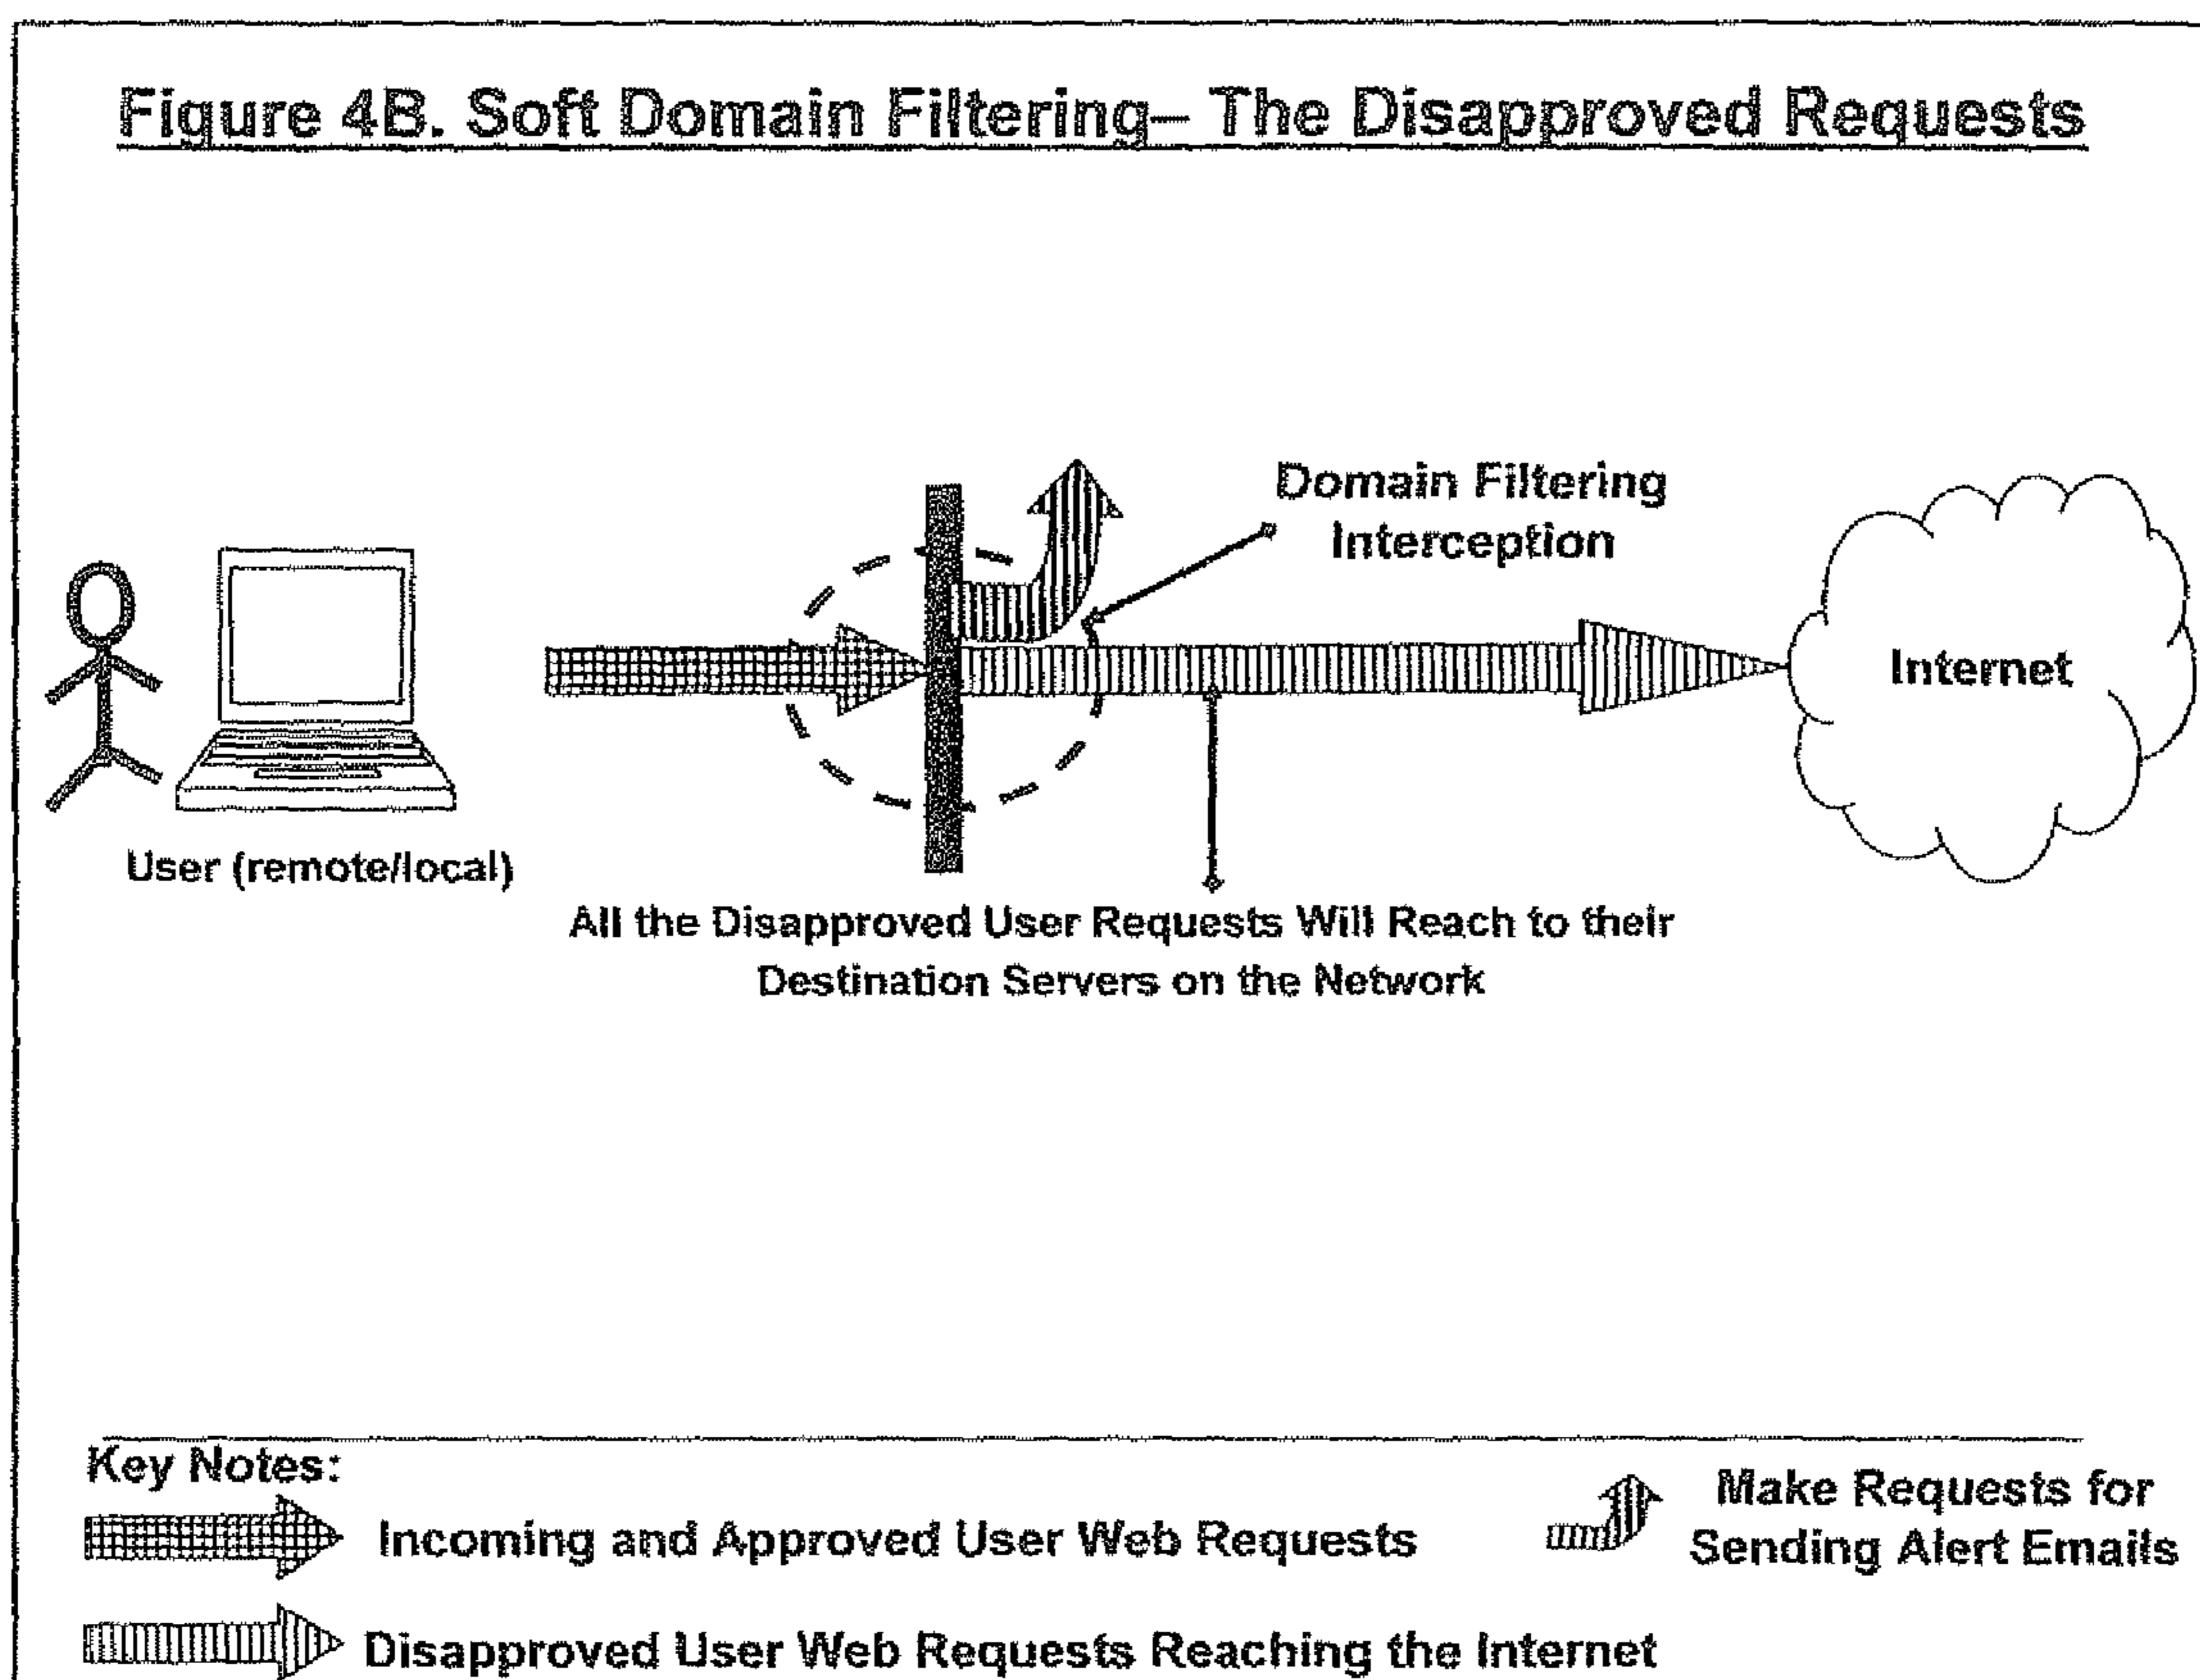 Figure 4B. Soft Domain Filtering– The Disapproved Requests
Domain Filtering
Interception
Internet
User (remote/local)
All the Disapproved User Requests Will Reach to their
Destination Servers on the Network
Key Notes:
Incoming and Approved User Web Requests
Make Requests for
Sending Alert Emails
Disapproved User Web Requests Reaching the Internet